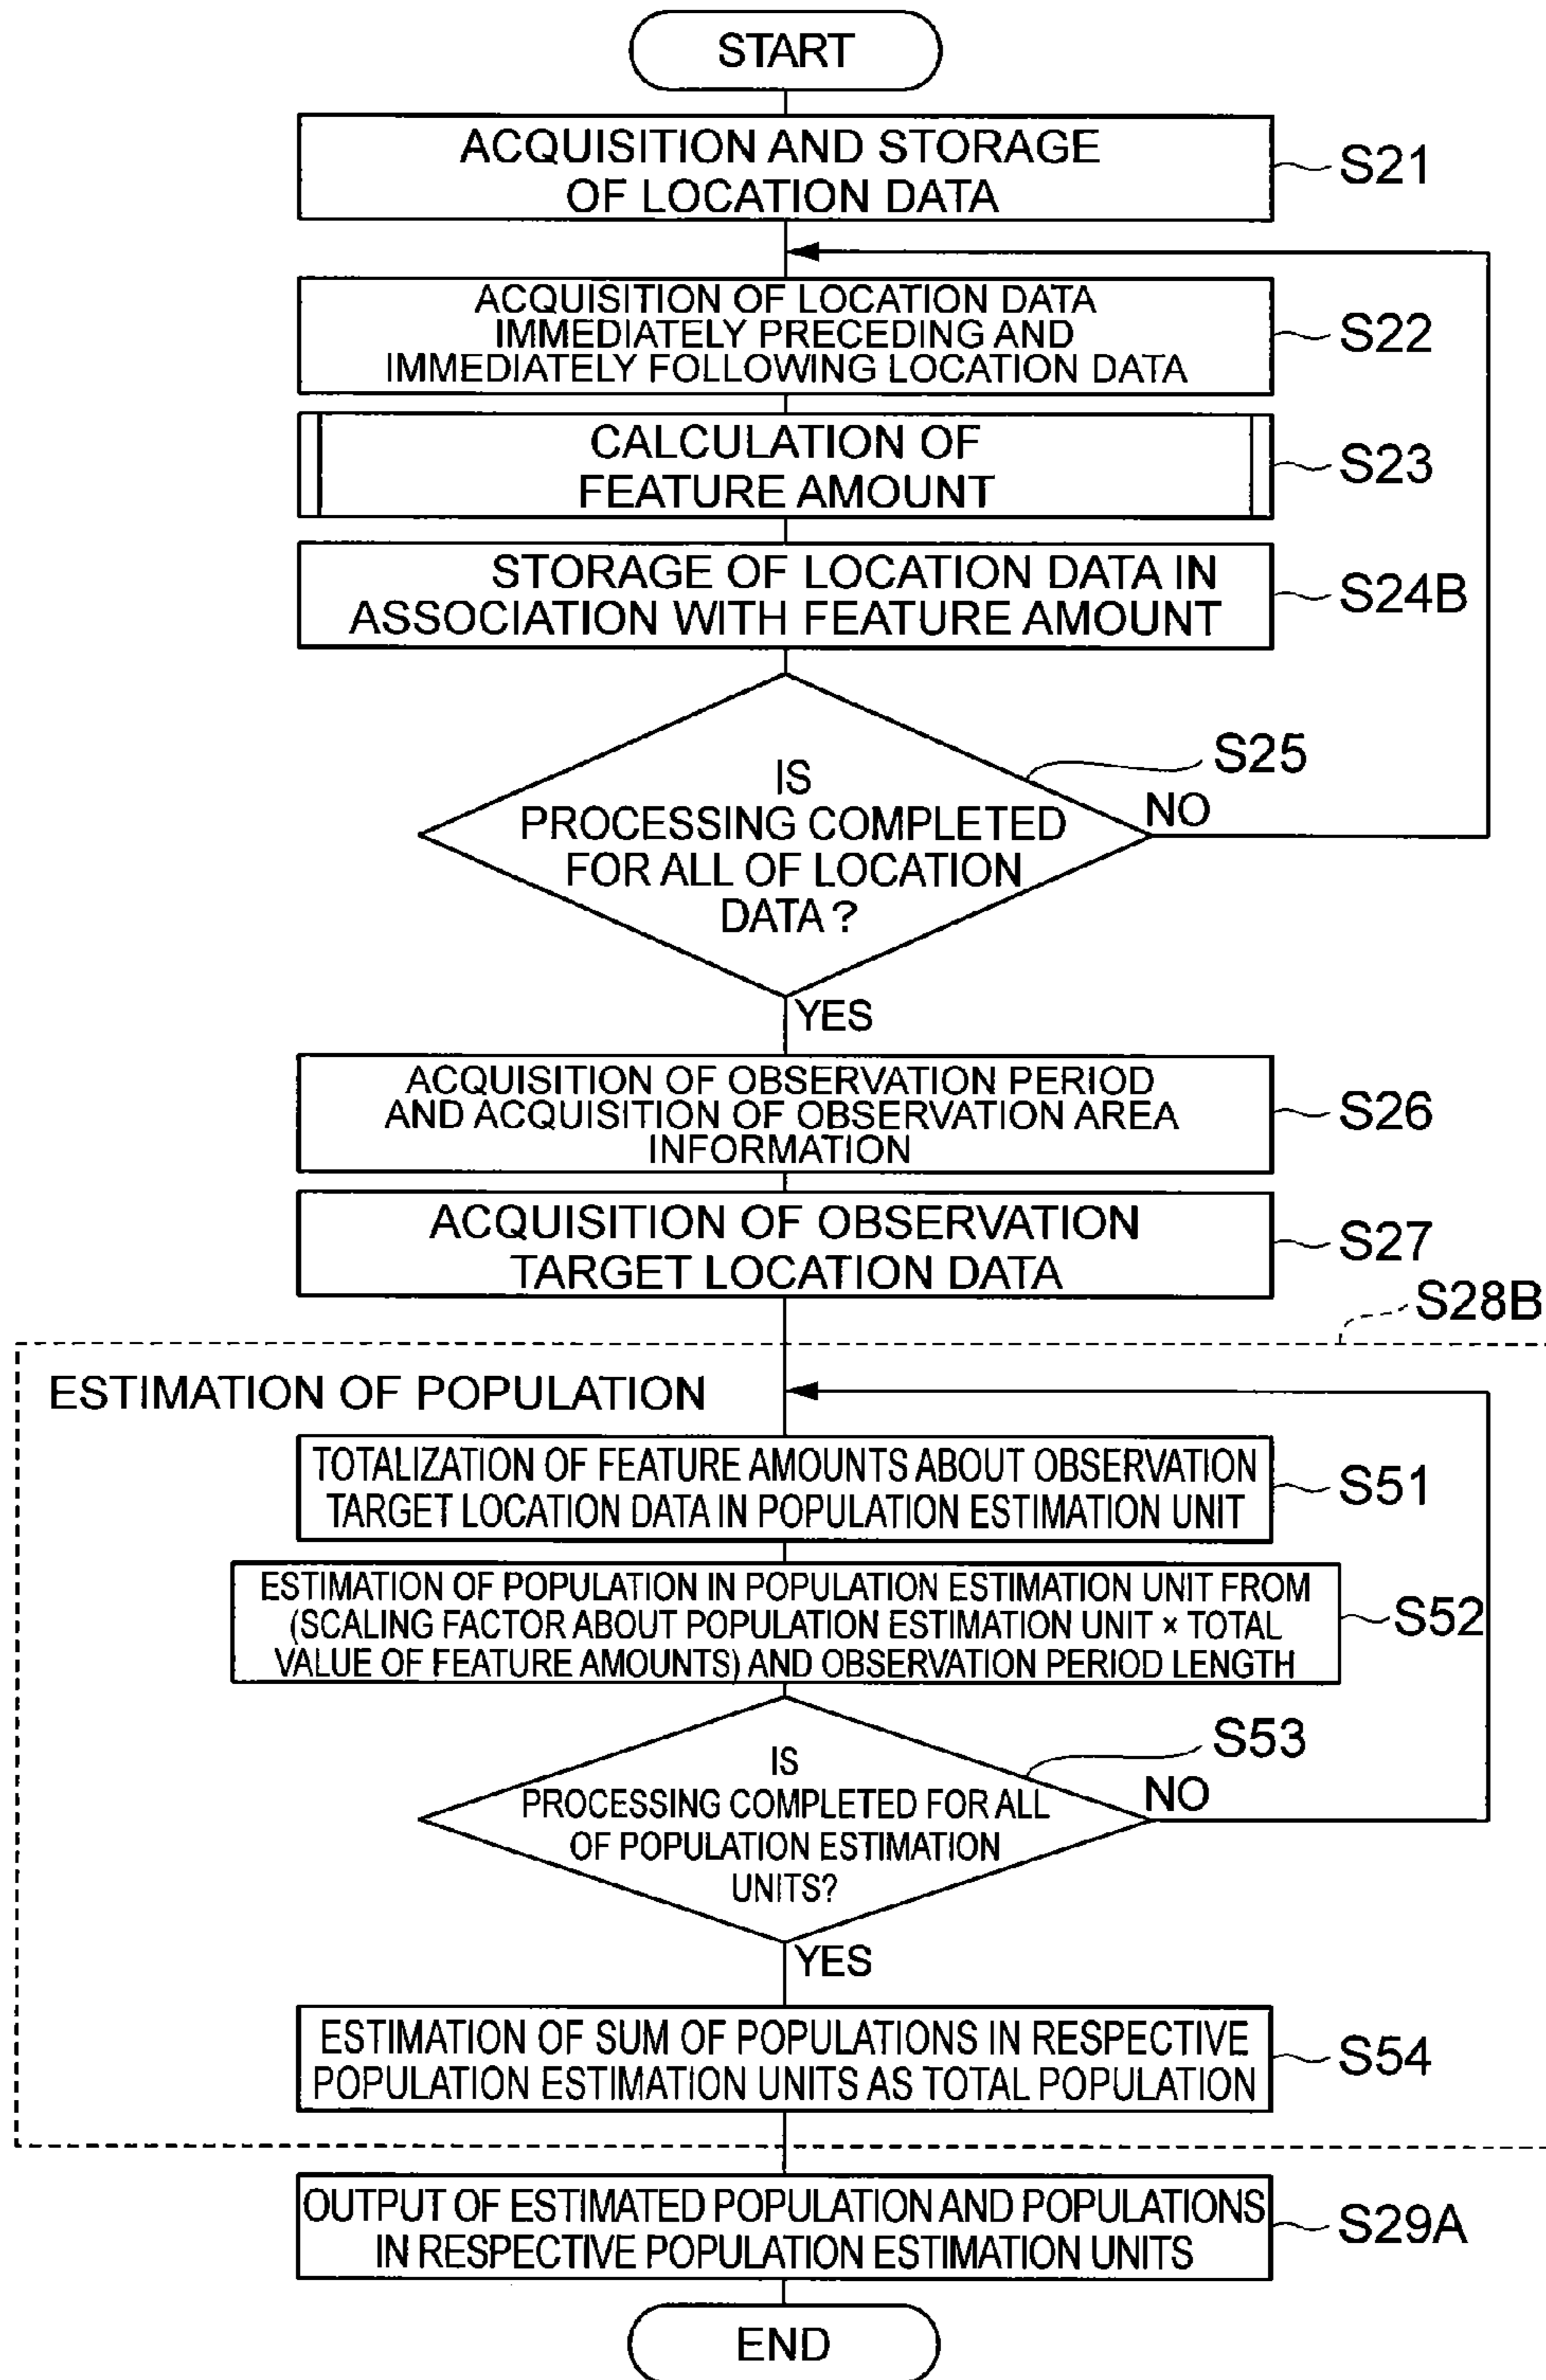 START
ACQUISITION AND STORAGE
OF LOCATION DATA
S21
ACQUISITION OF LOCATION DATA
IMMEDIATELY PRECEDING AND
IMMEDIATELY FOLLOWING LOCATION DATA
S22
CALCULATION OF
FEATURE AMOUNT
S23
STORAGE OF LOCATION DATA IN
ASSOCIATION WITH FEATURE AMOUNT
S24B
S25
IS
PROCESSING COMPLETED
FOR ALL OF LOCATION
DATA ?
NO
YES
ACQUISITION OF OBSERVATION PERIOD
AND ACQUISITION OF OBSERVATION AREA
INFORMATION
S26
ACQUISITION OF OBSERVATION
TARGET LOCATION DATA
S27
S28B
ESTIMATION OF POPULATION
TOTALIZATION OF FEATURE AMOUNTS ABOUT OBSERVATION
TARGET LOCATION DATA IN POPULATION ESTIMATION UNIT
S51
ESTIMATION OF POPULATION IN POPULATION ESTIMATION UNIT FROM
(SCALING FACTOR ABOUT POPULATION ESTIMATION UNIT × TOTAL
VALUE OF FEATURE AMOUNTS) AND OBSERVATION PERIOD LENGTH
S52
S53
IS
PROCESSING COMPLETED FOR ALL
OF POPULATION ESTIMATION
UNITS?
NO
YES
ESTIMATION OF SUM OF POPULATIONS IN RESPECTIVE
POPULATION ESTIMATION UNITS AS TOTAL POPULATION
S54
OUTPUT OF ESTIMATED POPULATION AND POPULATIONS
IN RESPECTIVE POPULATION ESTIMATION UNITS
S29A
END